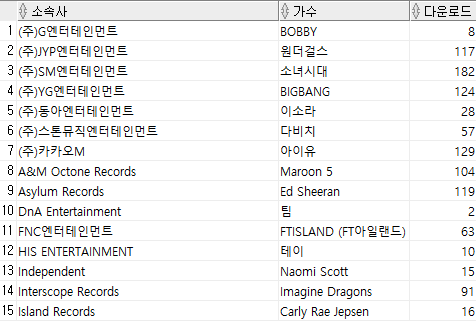 소속사 가수 다운로드
1 (주)G엔터테인먼트 BOBBY 8
2 (주)JYP엔터테인먼트 원더걸스 117
3 (주)SM엔터테인먼트 소녀시대 182
4 (주)YG엔터테인먼트 BIGBANG 124
5 (주)동아엔터테인먼트 이소라 28
6 (주)스톤뮤직엔터테인먼트 다비치 57
7 (주)카카오M 아이유 129
8 A&M Octone Records Maroon 5 104
9 Asylum Records Ed Sheeran 119
10 DnA Entertainment 팀 2
11 FNC엔터테인먼트 FTISLAND (FT아일랜드) 63
12 HIS ENTERTAINMENT 테이 10
13 Independent Naomi Scott 15
14 Interscope Records Imagine Dragons 91
15 Island Records Carly Rae Jepsen 16